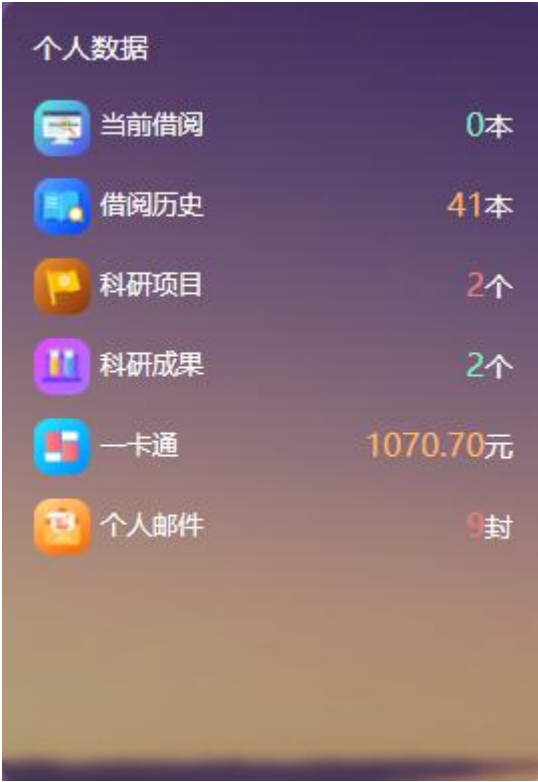 个人数据
当前借阅 0本
借阅历史 41本
科研项目 2个
科研成果 2个
一卡通 1070.70元
个人邮件 9封